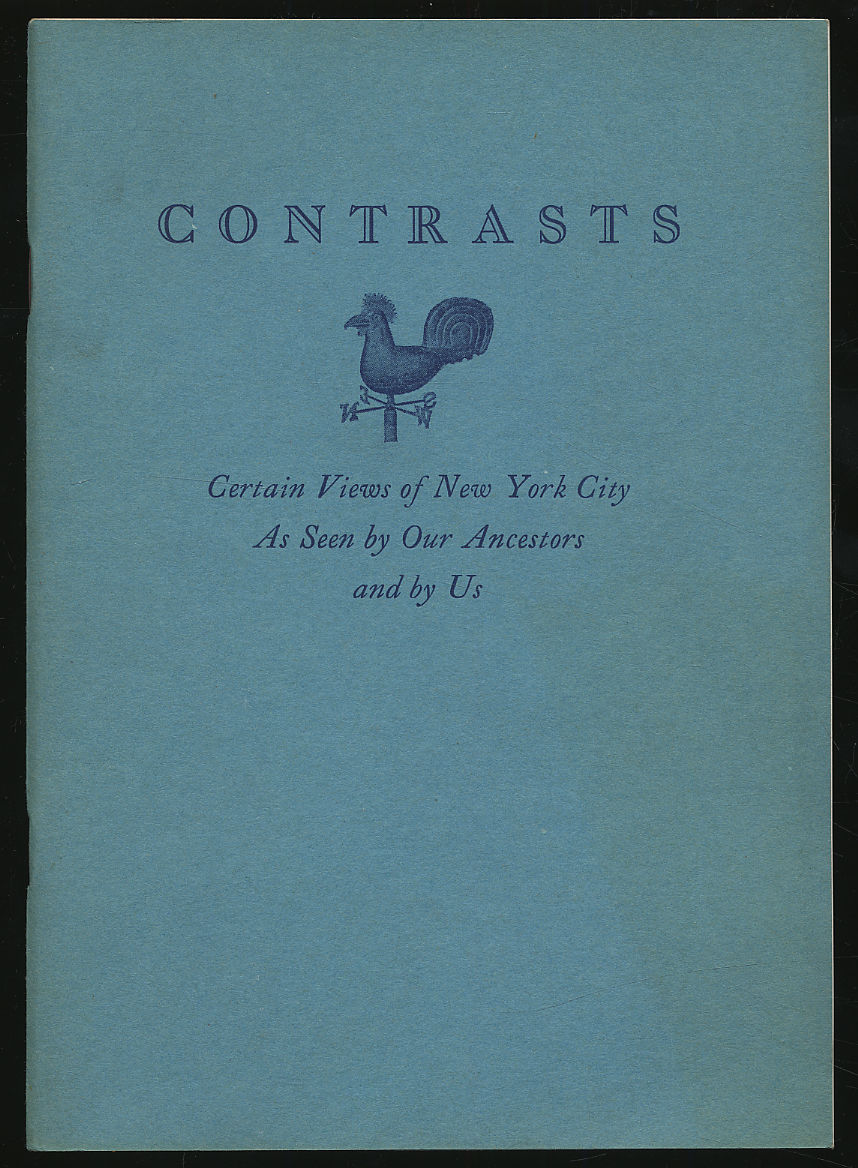 CONTRASTS
Certain Views of New York City
As Seen by Our Ancestors
and by Us